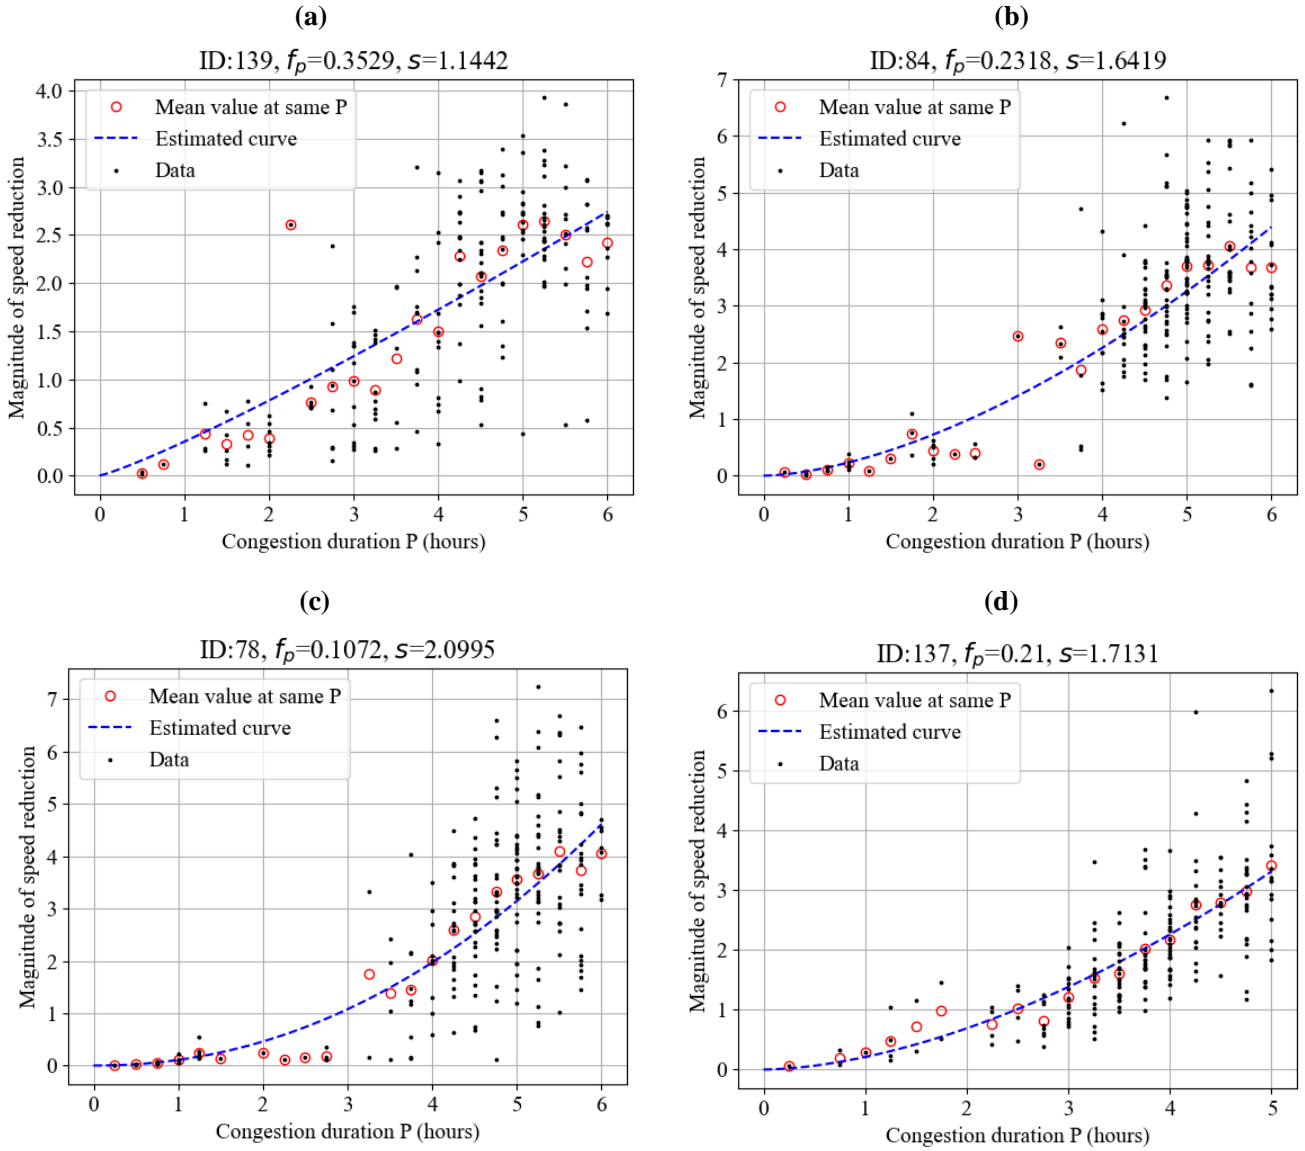 (a)
ID:139, fp=0.3529, s=1.1442
Mean value at same P
Estimated curve
Data
Magnitude of speed reduction
4.0
3.5
3.0
2.5
2.0
1.5
1.0
0.5
0.0
0 1 2 3 4 5 6
Congestion duration P (hours)
(b)
ID:84, fp=0.2318, s=1.6419
Mean value at same P
Estimated curve
Data
Magnitude of speed reduction
7
6
5
4
3
2
1
0
0 1 2 3 4 5 6
Congestion duration P (hours)
(c)
ID:78, fp=0.1072, s=2.0995
Mean value at same P
Estimated curve
Data
Magnitude of speed reduction
7
6
5
4
3
2
1
0
0 1 2 3 4 5 6
Congestion duration P (hours)
(d)
ID:137, fp=0.21, s=1.7131
Mean value at same P
Estimated curve
Data
Magnitude of speed reduction
6
5
4
3
2
1
0
0 1 2 3 4 5
Congestion duration P (hours)